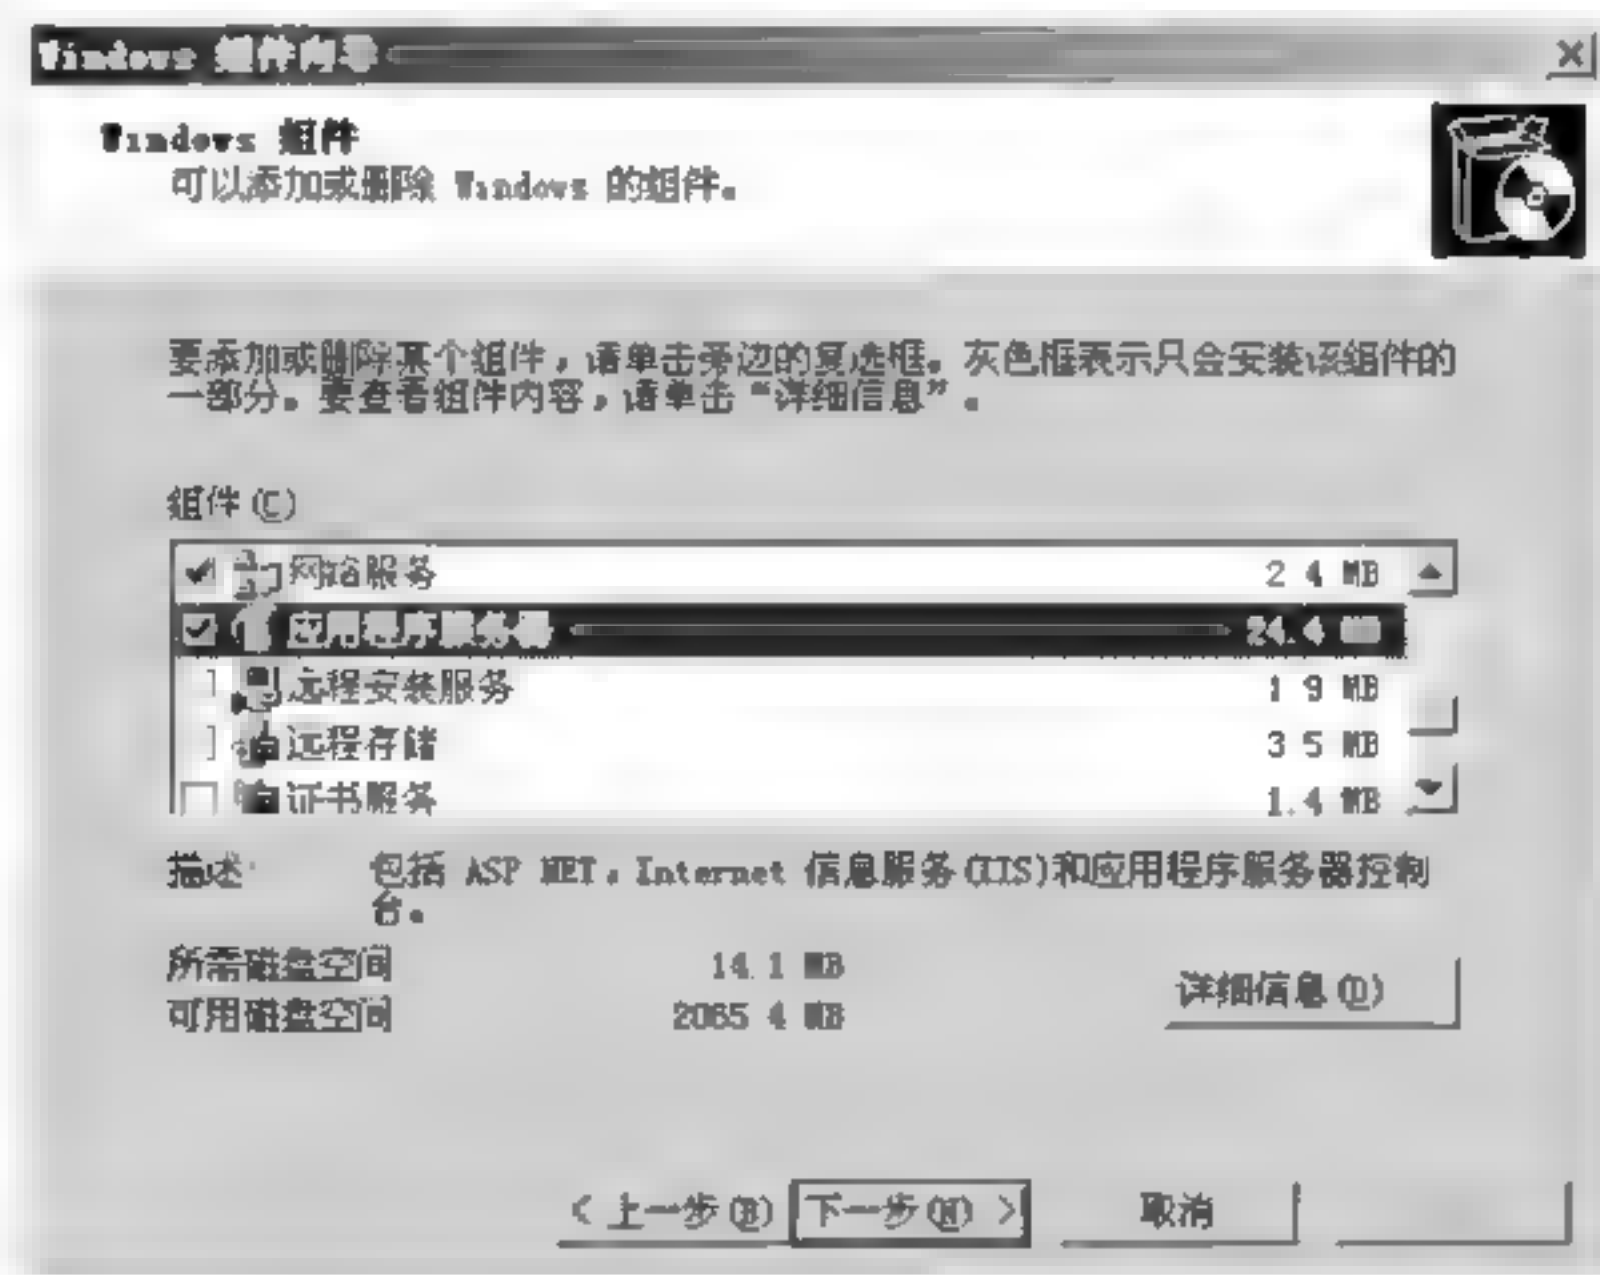 Windows 组件向导
Windows 组件
可以添加或删除 Windows 的组件。
要添加或删除某个组件，请单击旁边的复选框。灰色框表示只会安装该组件的
一部分。要查看组件内容，请单击“详细信息”。
组件(C)
网络服务 2 4 MB
应用程序服务器 24.4 MB
远程安装服务 1 9 MB
远程存储 3 5 MB
证书服务 1.4 MB
描述: 包括 ASP NET，Internet 信息服务(IIS)和应用程序服务器控制
台。
所需磁盘空间 14.1 MB
可用磁盘空间 2065 4 MB
详细信息(D)
< 上一步(B) 下一步(N) > 取消